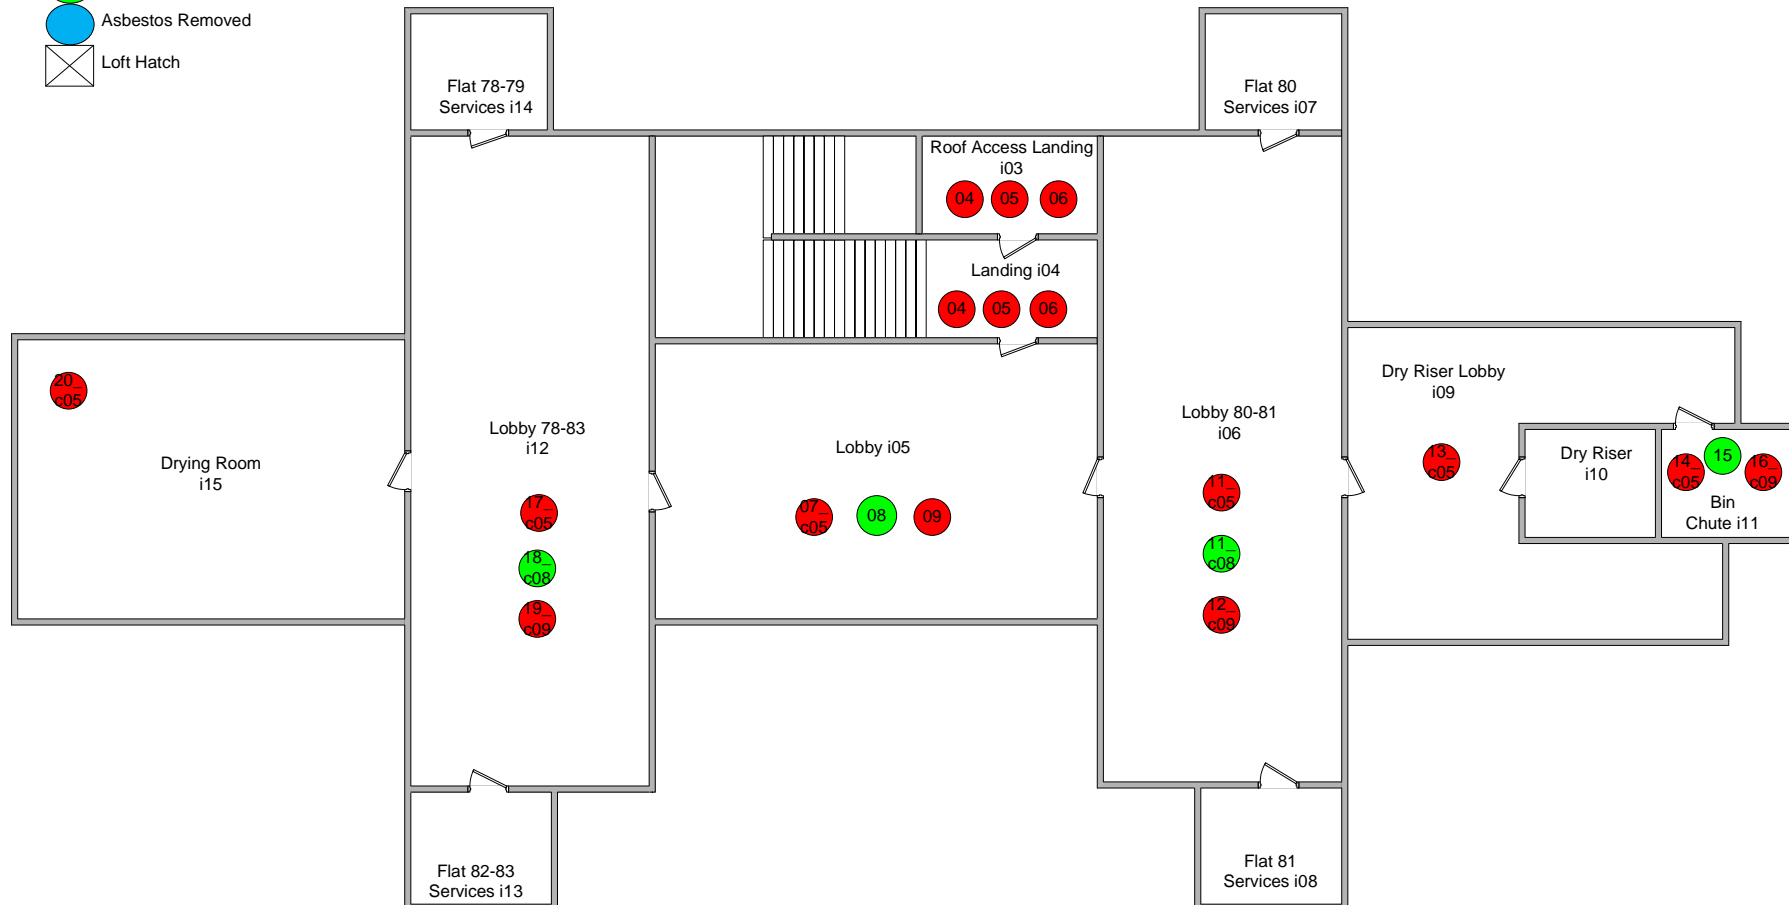 Asbestos Removed
Loft Hatch
Flat 78-79
Services i14
Flat 80
Services i07
Roof Access Landing
i03
04
05
06
Landing i04
04
05
06
20_
c05
Drying Room
i15
Lobby 78-83
i12
17_
c05
18_
c08
19_
c09
Lobby i05
07_
c05
08
09
Lobby 80-81
i06
11_
c05
11_
c08
12_
c09
Dry Riser Lobby
i09
13_
c05
Dry Riser
i10
14_
c05
15
16_
c09
Bin
Chute i11
Flat 82-83
Services i13
Flat 81
Services i08